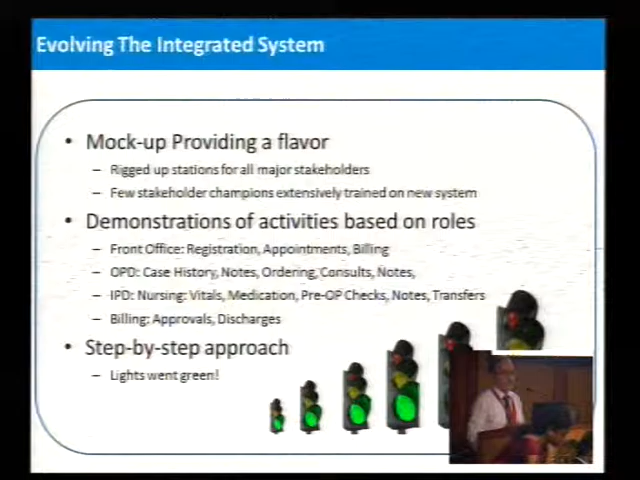 Evolving The Integrated System
• Mock-up Providing a flavor
– Rigged up stations for all major stakeholders
– Few stakeholder champions extensively trained on new system
• Demonstrations of activities based on roles
– Front Office: Registration, Appointments, Billing
– OPD: Case History, Notes, Ordering, Consults, Notes,
– IPD: Nursing: Vitals, Medication, Pre-OP Checks, Notes, Transfers
– Billing: Approvals, Discharges
• Step-by-step approach
– Lights went green!